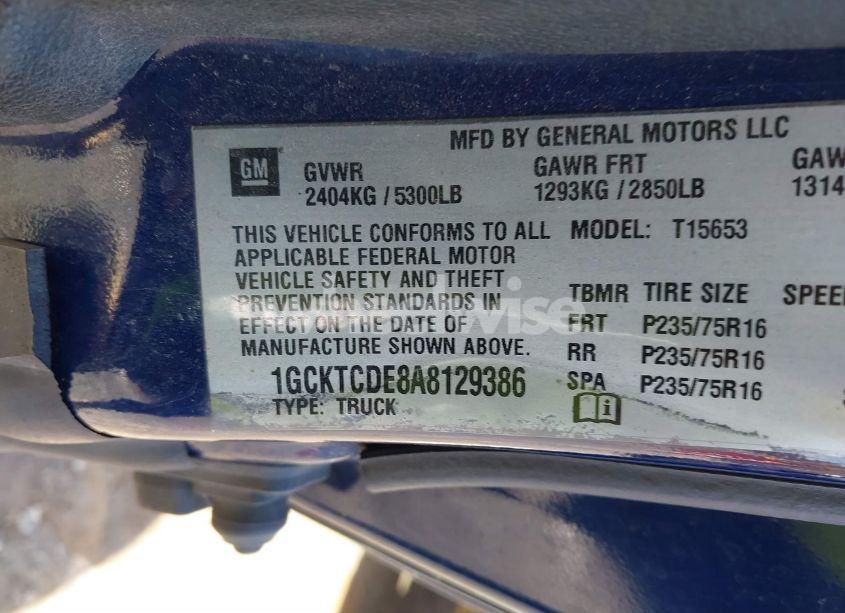 MFD BY GENERAL MOTORS LLC
GM
GVWR
2404KG / 5300LB
GAWR FRT
1293KG / 2850LB
GAW
1314
THIS VEHICLE CONFORMS TO ALL
APPLICABLE FEDERAL MOTOR
VEHICLE SAFETY AND THEFT
PREVENTION STANDARDS IN
EFFECT ON THE DATE OF
MANUFACTURE SHOWN ABOVE.
1GCKTCDE8A8129386
TYPE: TRUCK
MODEL: T15653
TBMR TIRE SIZE SPEE
FRT P235/75R16
RR P235/75R16
SPA P235/75R16